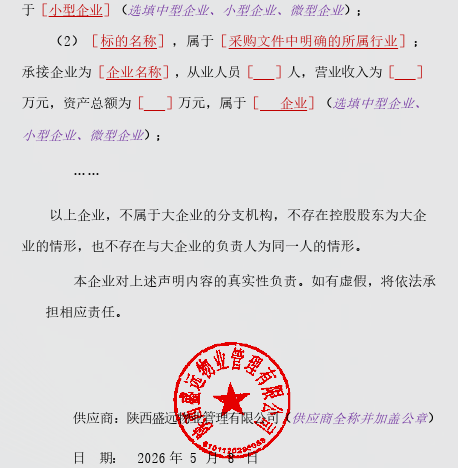 于［小型企业］（选填中型企业、小型企业、微型企业）；
（2）［标的名称］，属于［采购文件中明确的所属行业］；
承接企业为［企业名称］，从业人员［___］人，营业收入为［___］
万元，资产总额为［___］万元，属于［___企业］（选填中型企业、
小型企业、微型企业）；
……
以上企业，不属于大企业的分支机构，不存在控股股东为大企
业的情形，也不存在与大企业的负责人为同一人的情形。
本企业对上述声明内容的真实性负责。如有虚假，将依法承
担相应责任。
陕西盛远物业管理有限公司
供应商：陕西盛远物业管理有限公司（供应商全称并加盖公章）
日 期： 2026 年 5 月 8 日